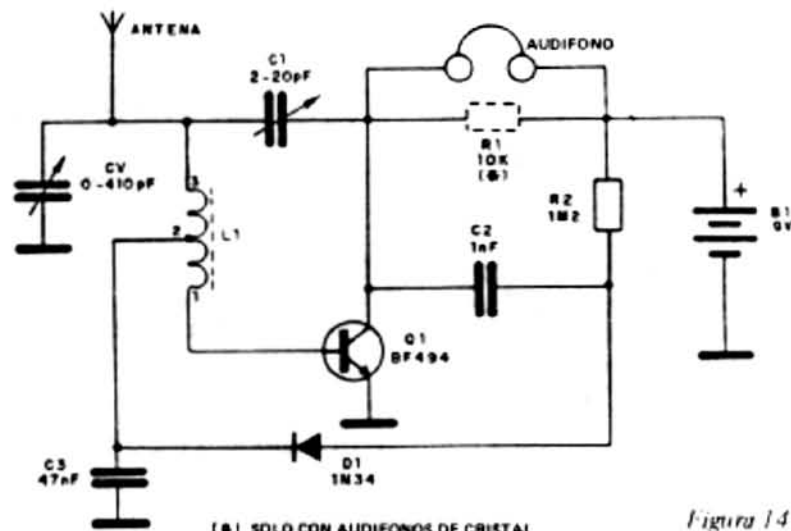 ANTENA
C1
2-20pF
AUDIFONO
CV
0-410pF
3
2
L1
1
R1
10K
(&)
R2
1M2
+
B1
9V
C2
1nF
Q1
BF494
C3
47nF
D1
1N34
(&) SOLO CON AUDIFONOS DE CRISTAL
Figura 14